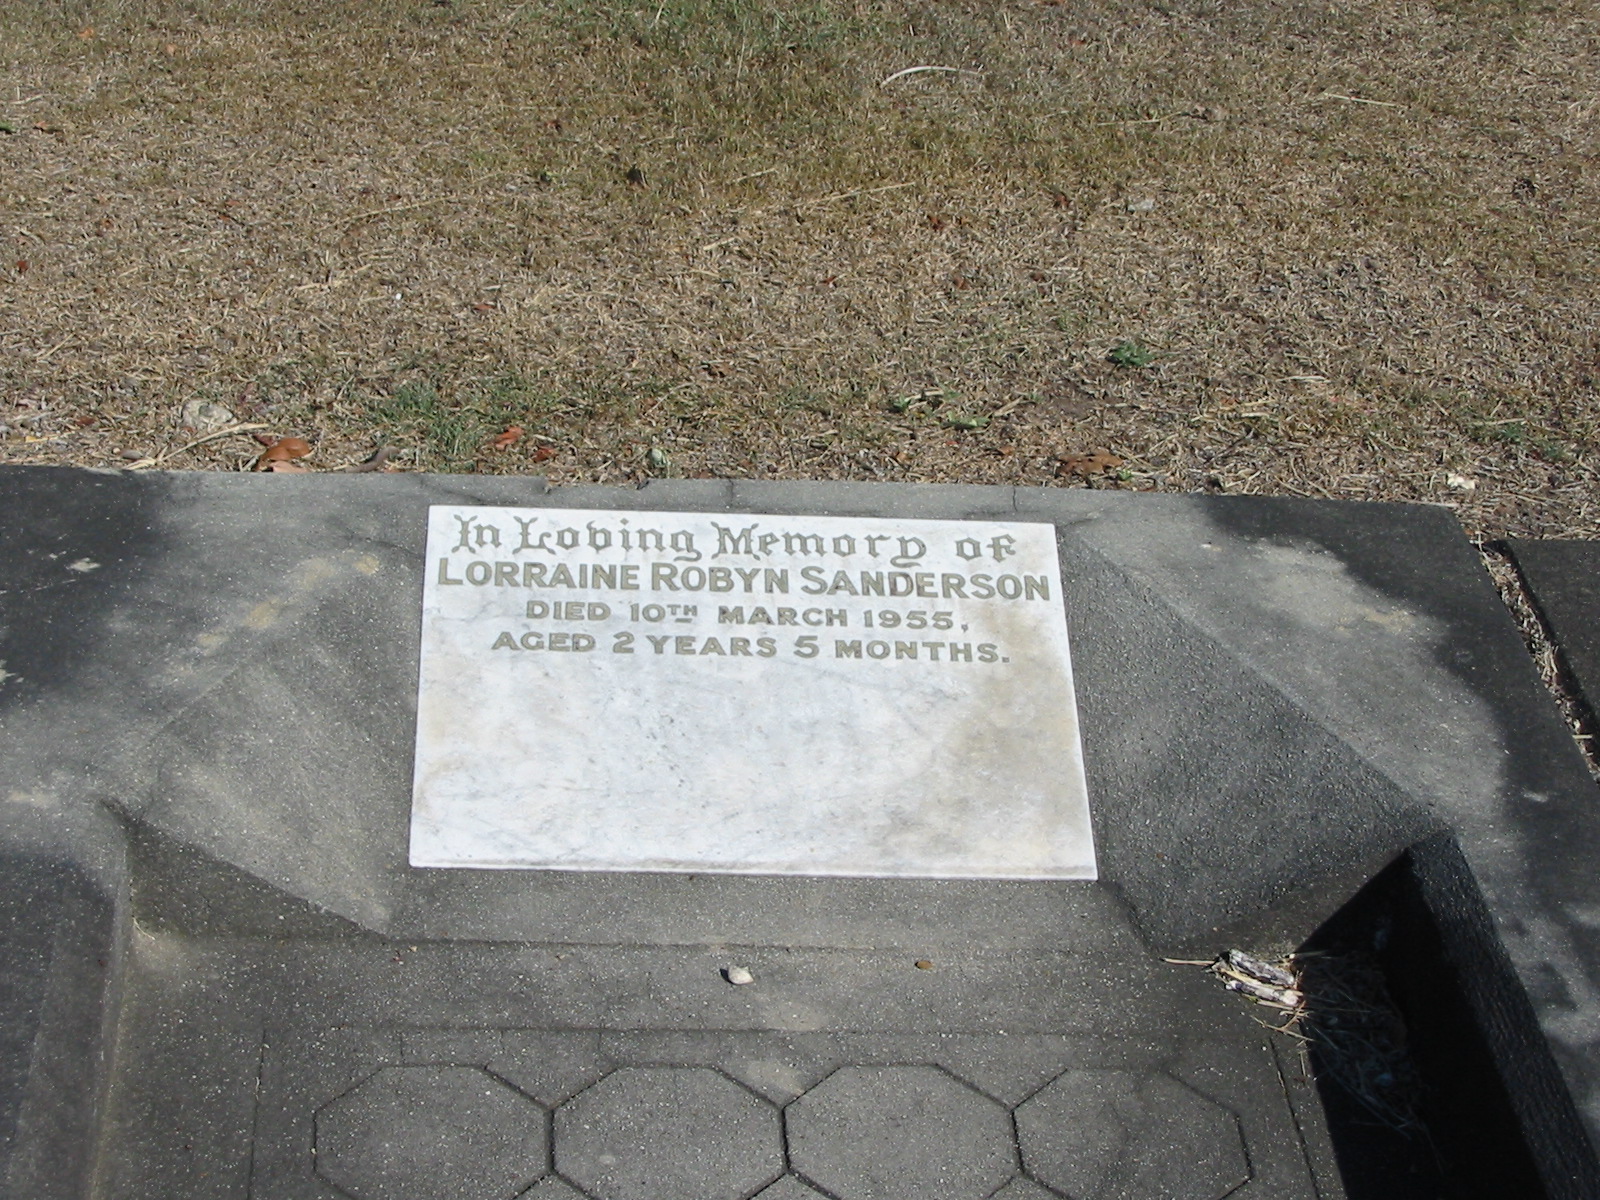 In Loving Memory of
LORRAINE ROBYN SANDERSON
DIED 10TH MARCH 1955,
AGED 2 YEARS 5 MONTHS.